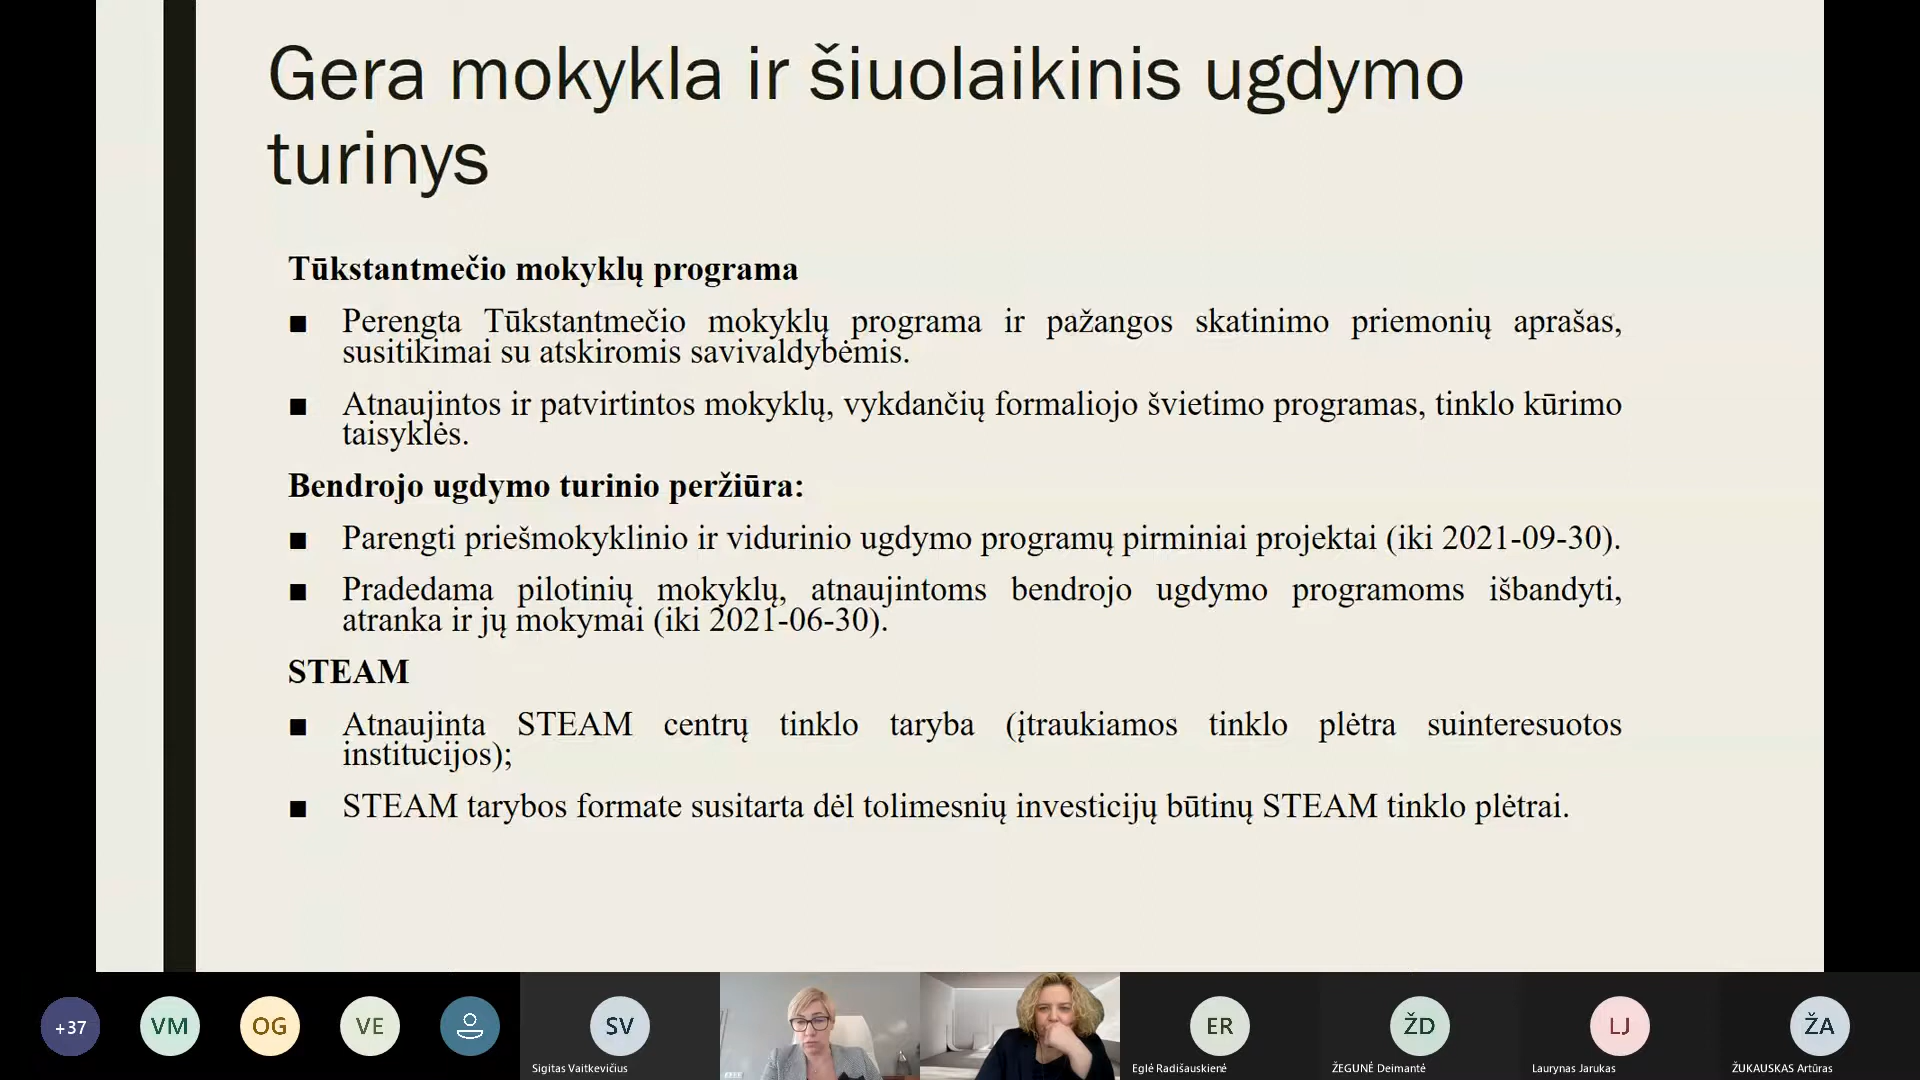 Gera mokykla ir šiuolaikinis ugdymo
turinys
Tūkstantmečio mokyklų programa
■ Perengta Tūkstantmečio mokyklų programa ir pažangos skatinimo priemonių aprašas,
susitikimai su atskiromis savivaldybėmis.
■ Atnaujintos ir patvirtintos mokyklų, vykdančių formaliojo švietimo programas, tinklo kūrimo
taisyklės.
Bendrojo ugdymo turinio peržiūra:
■ Parengti priešmokyklinio ir vidurinio ugdymo programų pirminiai projektai (iki 2021-09-30).
■ Pradedama pilotinių mokyklų, atnaujintoms bendrojo ugdymo programoms išbandyti,
atranka ir jų mokymai (iki 2021-06-30).
STEAM
■ Atnaujinta STEAM centrų tinklo taryba (įtraukiamos tinklo plėtra suinteresuotos
institucijos);
■ STEAM tarybos formate susitarta dėl tolimesnių investicijų būtinų STEAM tinklo plėtrai.
+37 VM OG VE SV ER ŽD LJ ŽA
Sigitas Vaitkevičius Eglė Radišauskienė ŽEGUNĖ Deimantė Laurynas Jarukas ŽUKAUSKAS Artūras